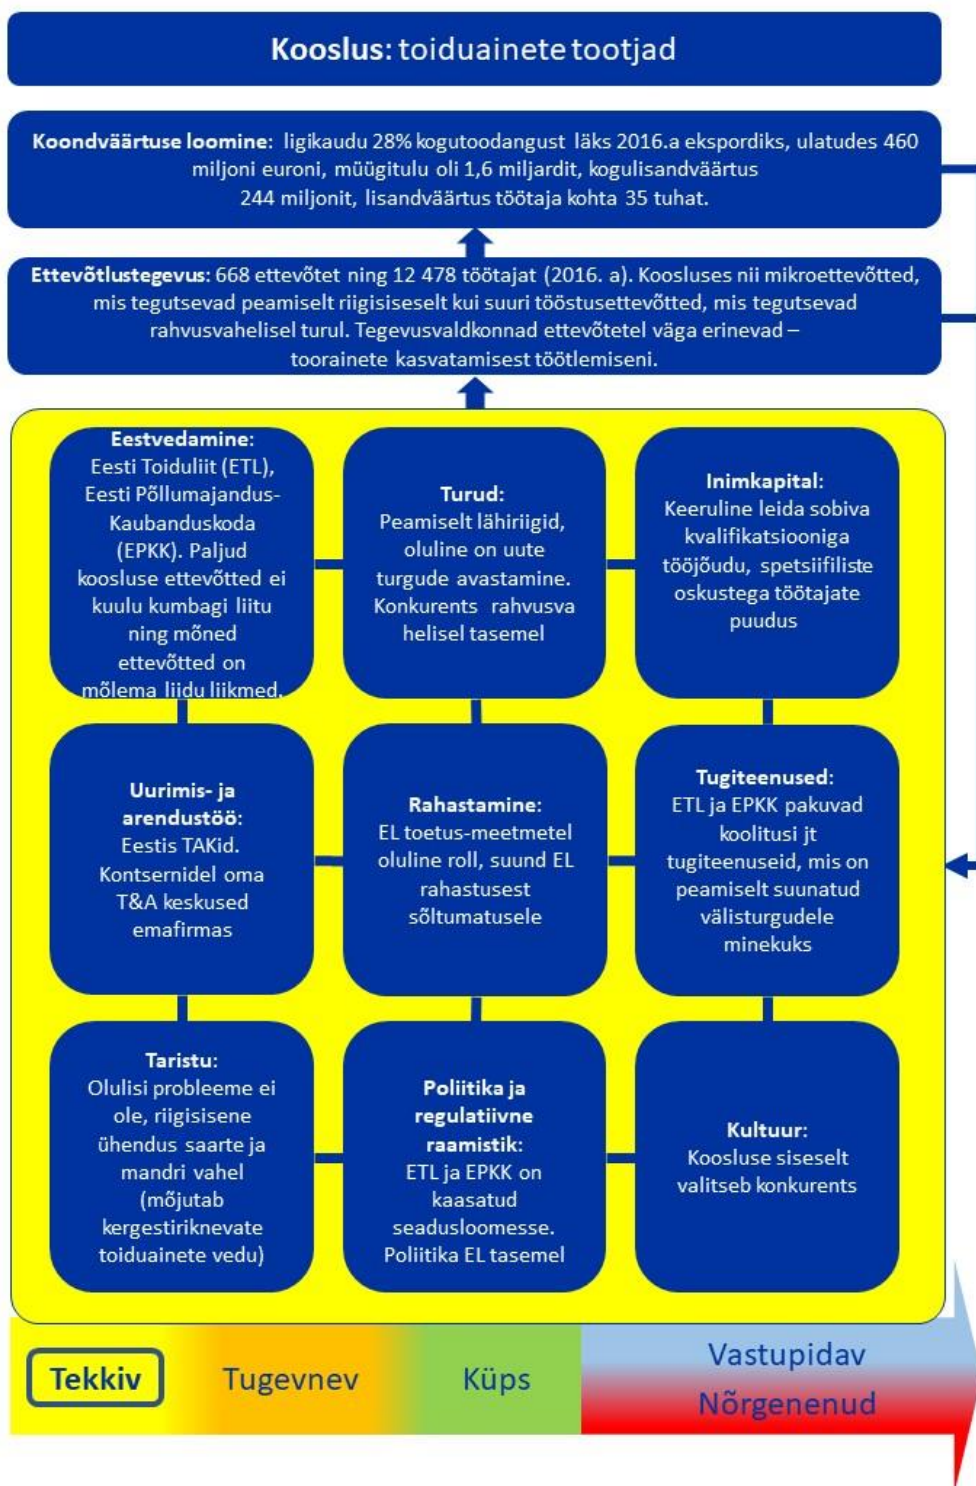 Kooslus: toiduainete tootjad
Koondväärtuse loomine: ligikaudu 28% kogutoodangust läks 2016.a ekspordiks, ulatudes 460
miljoni euroni, müügitulu oli 1,6 miljardit, kogulisandväärtus
244 miljonit, lisandväärtus töötaja kohta 35 tuhat.
Ettevõtlustegevus: 668 ettevõtet ning 12 478 töötajat (2016. a). Koosluses nii mikroettevõtted,
mis tegutsevad peamiselt riigisiseselt kui suuri tööstusettevõtted, mis tegutsevad
rahvusvahelisel turul. Tegevusvaldkonnad ettevõtetel väga erinevad –
toorainete kasvatamisest töötlemiseni.
Eestvedamine:
Eesti Toiduliit (ETL),
Eesti Põllumajandus-
Kaubanduskoda
(EPKK). Paljud
koosluse ettevõtted ei
kuulu kumbagi liitu
ning mõned
ettevõtted on
mõlema liidu liikmed.
Turud:
Peamiselt lähiriigid,
oluline on uute
turgude avastamine.
Konkurents rahvusva
helisel tasemel
Inimkapital:
Keeruline leida sobiva
kvalifikatsiooniga
tööjõudu, spetsiifiliste
oskustega töötajate
puudus
Uurimis- ja
arendustöö:
Eestis TAKid.
Kontsernidel oma
T&A keskused
emafirmas
Rahastamine:
EL toetus-meetmetel
oluline roll, suund EL
rahastusest
sõltumatusele
Tugiteenused:
ETL ja EPKK pakuvad
koolitusi jt
tugiteenuseid, mis on
peamiselt suunatud
välisturgudele
minekuks
Taristu:
Olulisi probleeme ei
ole, riigisisene
ühendus saarte ja
mandri vahel
(mõjutab
kergestiriknevate
toiduainete vedu)
Poliitika ja
regulatiivne
raamistik:
ETL ja EPKK on
kaasatud
seadusloomesse.
Poliitika EL tasemel
Kultuur:
Koosluse siseselt
valitseb konkurents
Tekkiv
Tugevnev
Küps
Vastupidav
Nõrgenenud